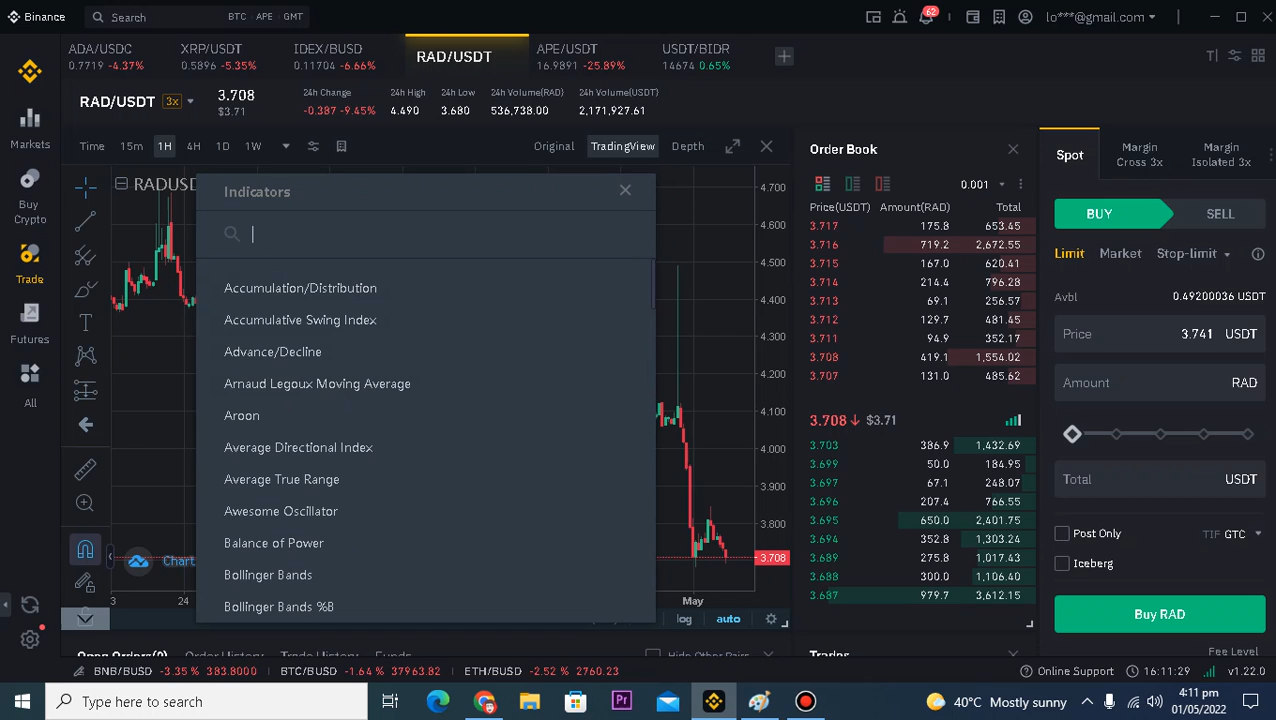 Binance
Search
BTC · APE · GMT
62
lo***@gmail.com
ADA/USDC
0.7719 -4.37%
XRP/USDT
0.5896 -5.35%
IDEX/BUSD
0.11704 -6.66%
RAD/USDT
APE/USDT
16.9891 -25.89%
USDT/BIDR
14674 0.65%
RAD/USDT 3x
3.708
$3.71
24h Change
-0.387 -9.45%
24h High
4.490
24h Low
3.680
24h Volume(RAD)
536,738.00
24h Volume(USDT)
2,171,927.61
Markets
Buy
Crypto
Trade
Futures
All
Time 15m 1H 4H 1D 1W
Original TradingView Depth
RADUSD
Indicators
Accumulation/Distribution
Accumulative Swing Index
Advance/Decline
Arnaud Legoux Moving Average
Aroon
Average Directional Index
Average True Range
Awesome Oscillator
Balance of Power
Bollinger Bands
Bollinger Bands %B
Chart
3 24 May
4.700
4.600
4.500
4.400
4.300
4.200
4.100
4.000
3.900
3.800
3.708
log auto
Open Orders(0) Order History Trade History Funds Hide Other Pairs
Order Book
0.001
Price(USDT) Amount(RAD) Total
3.717 175.8 653.45
3.716 719.2 2,672.55
3.715 167.0 620.41
3.714 214.4 796.28
3.713 69.1 256.57
3.712 129.7 481.45
3.711 94.9 352.17
3.708 419.1 1,554.02
3.707 131.0 485.62
3.708 $3.71
3.703 386.9 1,432.69
3.699 50.0 184.95
3.697 67.1 248.07
3.696 207.4 766.55
3.695 650.0 2,401.75
3.694 352.8 1,303.24
3.689 275.8 1,017.43
3.688 300.0 1,106.40
3.687 979.7 3,612.15
Trades
Spot
Margin
Cross 3x
Margin
Isolated 3x
BUY SELL
Limit Market Stop-limit
Avbl 0.49200036 USDT
Price 3.741 USDT
Amount RAD
Total USDT
Post Only TIF GTC
Iceberg
Buy RAD
Fee Level
BNB/USD -3.35 % 383.8000 BTC/USD -1.64 % 37963.82 ETH/USD -2.52 % 2760.23
Online Support 16:11:29 v1.22.0
Type here to search
Pr
40°C Mostly sunny
4:11 pm
01/05/2022